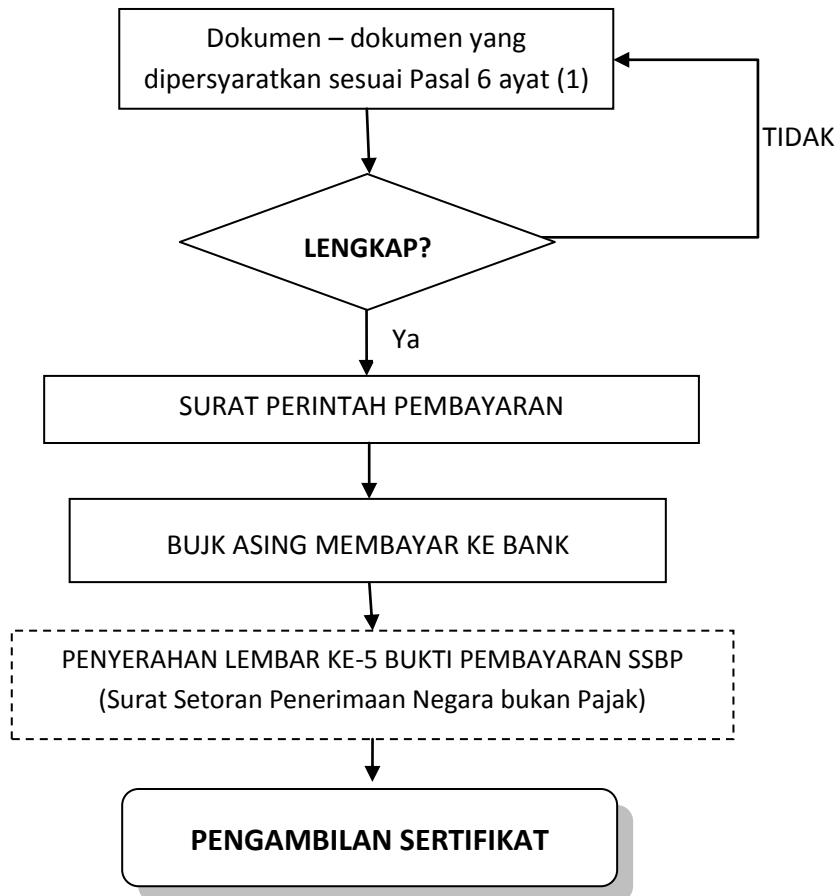 Dokumen – dokumen yang
dipersyaratkan sesuai Pasal 6 ayat (1)
TIDAK
LENGKAP?
Ya
SURAT PERINTAH PEMBAYARAN
BUJK ASING MEMBAYAR KE BANK
PENYERAHAN LEMBAR KE-5 BUKTI PEMBAYARAN SSBP
(Surat Setoran Penerimaan Negara bukan Pajak)
PENGAMBILAN SERTIFIKAT